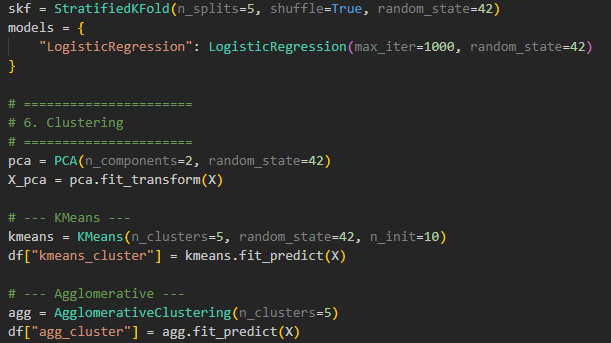 skf = StratifiedKFold(n_splits=5, shuffle=True, random_state=42)
models = {
    "LogisticRegression": LogisticRegression(max_iter=1000, random_state=42)
}
# ======================
# 6. Clustering
# ======================
pca = PCA(n_components=2, random_state=42)
X_pca = pca.fit_transform(X)
# --- KMeans ---
kmeans = KMeans(n_clusters=5, random_state=42, n_init=10)
df["kmeans_cluster"] = kmeans.fit_predict(X)
# --- Agglomerative ---
agg = AgglomerativeClustering(n_clusters=5)
df["agg_cluster"] = agg.fit_predict(X)